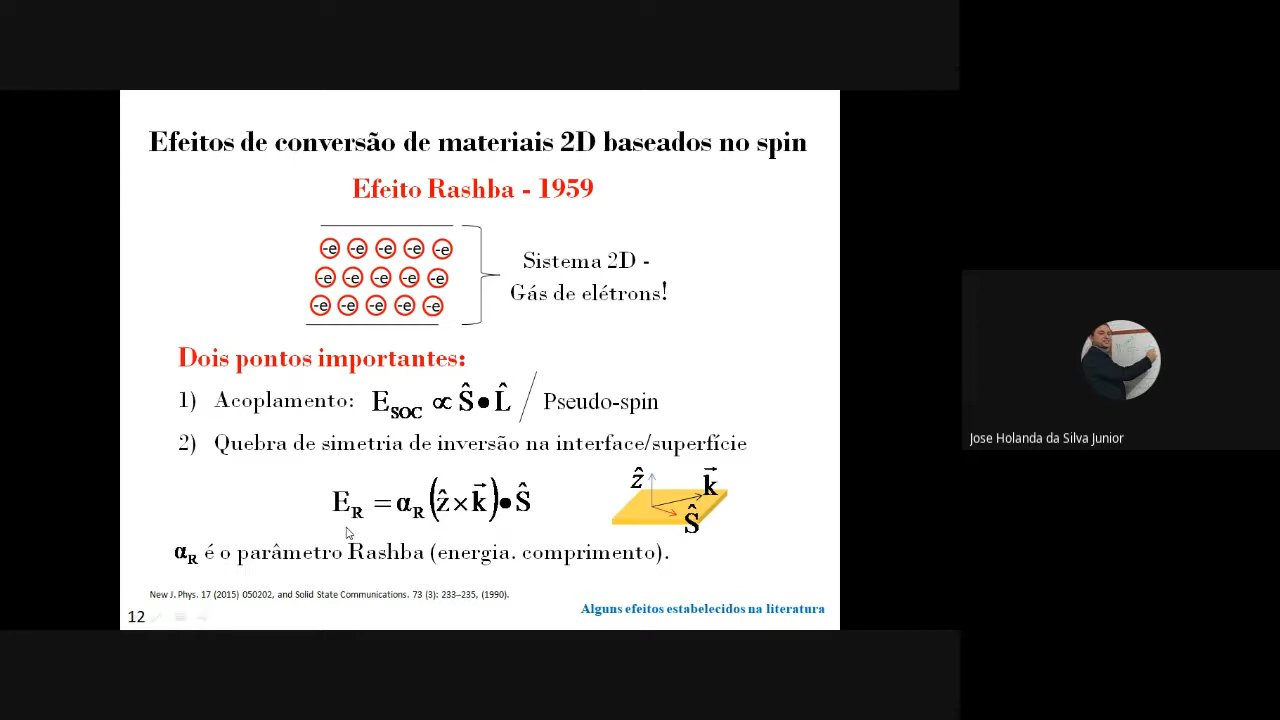 Efeitos de conversão de materiais 2D baseados no spin
Efeito Rashba - 1959
-e -e -e -e -e
-e -e -e -e -e
-e -e -e -e -e
Sistema 2D -
Gás de elétrons!
Dois pontos importantes:
1) Acoplamento: E_SOC ∝ Ŝ•L̂ / Pseudo-spin
2) Quebra de simetria de inversão na interface/superfície
E_R = α_R(ẑ×k⃗)•Ŝ
ẑ
k⃗
Ŝ
α_R é o parâmetro Rashba (energia. comprimento).
New J. Phys. 17 (2015) 050202, and Solid State Communications. 73 (3): 233–235, (1990).
Alguns efeitos estabelecidos na literatura
12
Jose Holanda da Silva Junior